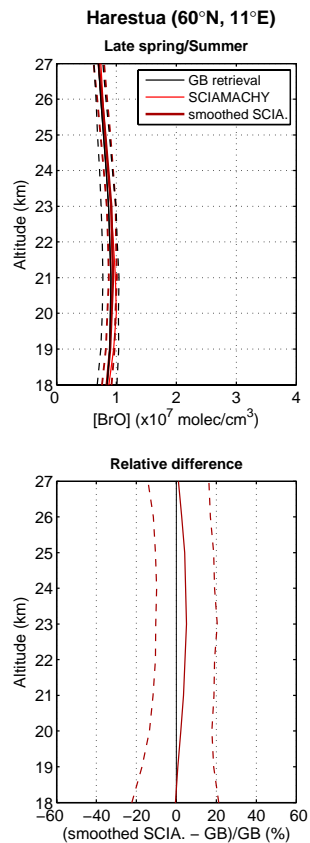 Harestua (60°N, 11°E)
Late spring/Summer
27
26
25
24
23
22
21
20
19
18
Altitude (km)
GB retrieval
SCIAMACHY
smoothed SCIA.
0 1 2 3 4
[BrO] (x10⁷ molec/cm³)
Relative difference
27
26
25
24
23
22
21
20
19
18
Altitude (km)
−60 −40 −20 0 20 40 60
(smoothed SCIA. − GB)/GB (%)